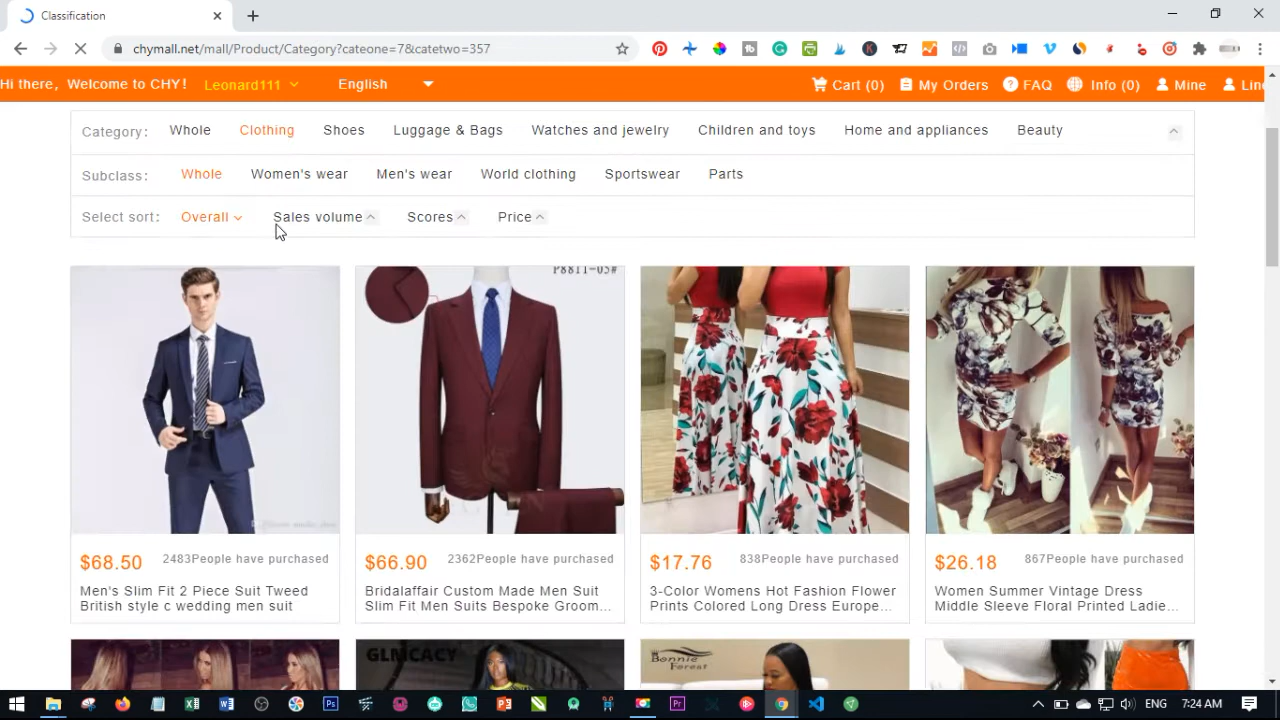 Classification
chymall.net/mall/Product/Category?cateone=7&catetwo=357
Hi there, Welcome to CHY! Leonard111 English Cart (0) My Orders FAQ Info (0) Mine Lin
Category: Whole Clothing Shoes Luggage & Bags Watches and jewelry Children and toys Home and appliances Beauty
Subclass: Whole Women's wear Men's wear World clothing Sportswear Parts
Select sort: Overall Sales volume Scores Price
P8811-05#
$68.50 2483People have purchased
Men's Slim Fit 2 Piece Suit Tweed
British style c wedding men suit
$66.90 2362People have purchased
Bridalaffair Custom Made Men Suit
Slim Fit Men Suits Bespoke Groom...
$17.76 838People have purchased
3-Color Womens Hot Fashion Flower
Prints Colored Long Dress Europe...
$26.18 867People have purchased
Women Summer Vintage Dress
Middle Sleeve Floral Printed Ladie...
GLMCACY
Bonnie
Forest
ENG 7:24 AM